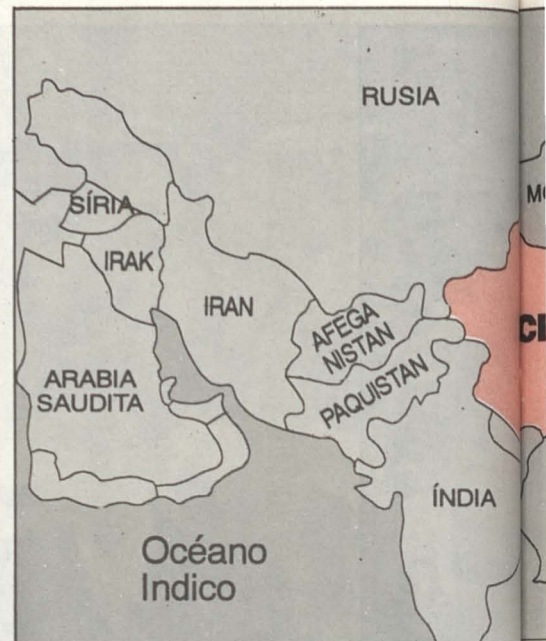 RUSIA
SÍRIA
IRAK
IRAN
AFEGA
NISTAN
PAQUISTAN
ARABIA
SAUDITA
ÍNDIA
Océano
Indico